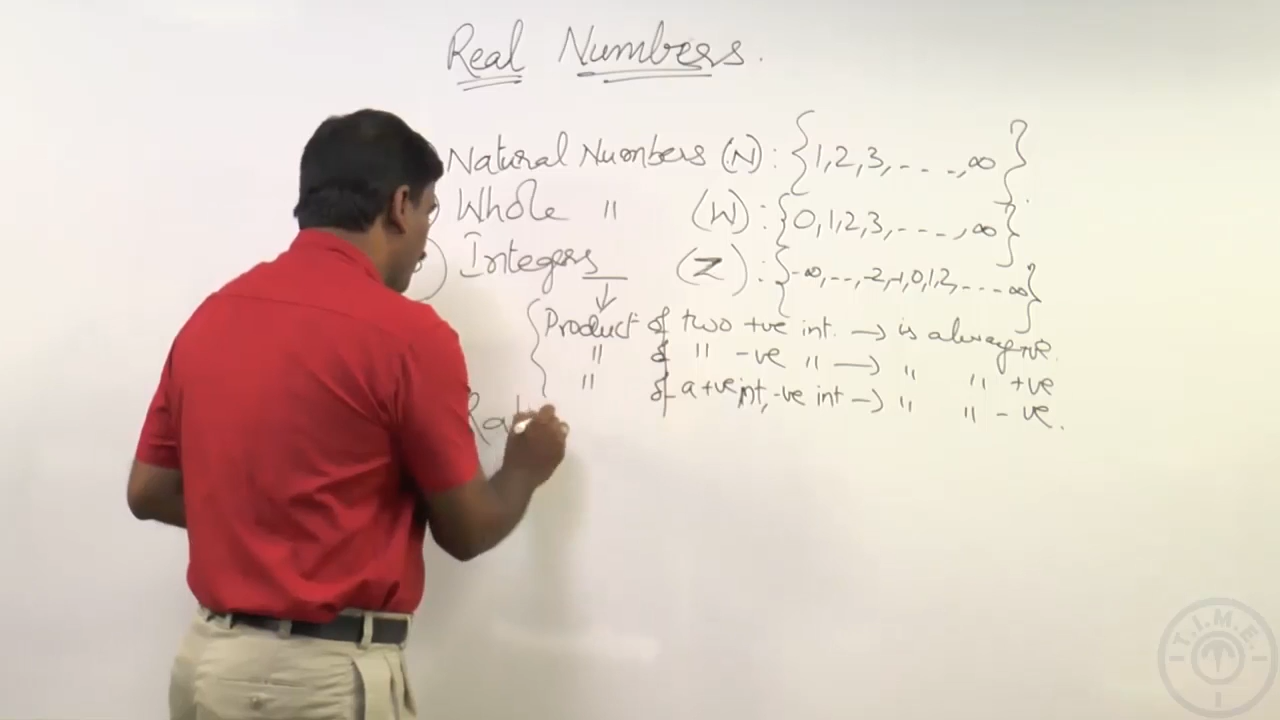 Real Numbers.
Natural Numbers (N) : {1,2,3,- - - -,∞}
Whole " (W) : {0,1,2,3,- - - -,∞}
Integers (Z) : {-∞,--,-2,-1,0,1,2,- - - - ∞}
Product of two +ve int. → is always +ve.
" of " -ve " → " " +ve
" of a +ve int, -ve int → " " -ve.
Rat
T.I.M.E.